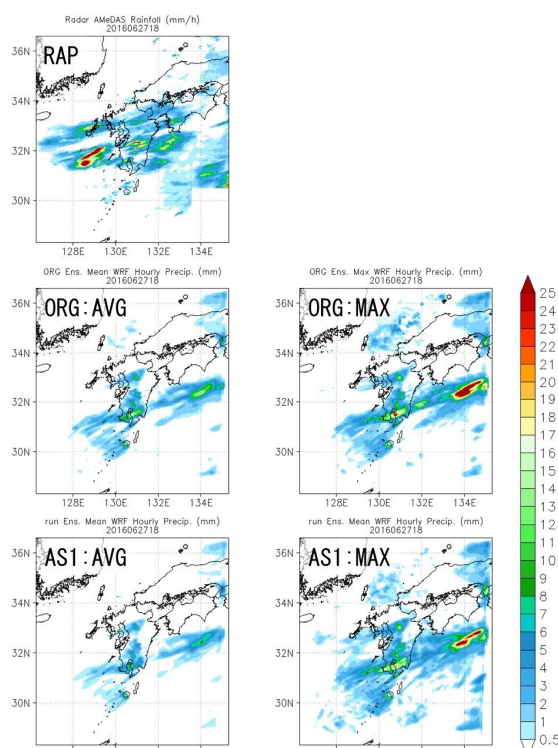 Radar AMeDAS Rainfall (mm/h)
2016062718
RAP
36N
34N
32N
30N
128E 130E 132E 134E
ORG Ens. Mean WRF Hourly Precip. (mm)
2016062718
ORG:AVG
36N
34N
32N
30N
128E 130E 132E 134E
ORG Ens. Max WRF Hourly Precip. (mm)
2016062718
ORG:MAX
36N
34N
32N
30N
128E 130E 132E 134E
run Ens. Mean WRF Hourly Precip. (mm)
2016062718
AS1:AVG
36N
34N
32N
30N
run Ens. Max WRF Hourly Precip. (mm)
2016062718
AS1:MAX
36N
34N
32N
30N
25
24
23
22
21
20
19
18
17
16
15
14
13
12
11
10
9
8
7
6
5
4
3
2
1
0.5